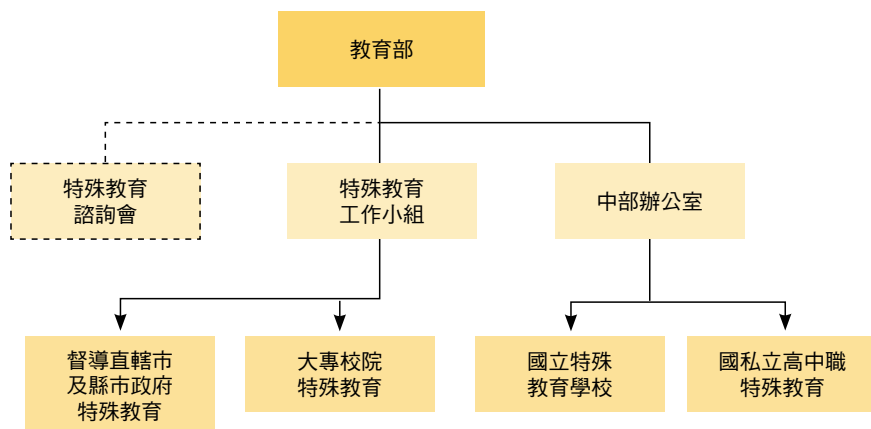 教育部
特殊教育
諮詢會
特殊教育
工作小組
中部辦公室
督導直轄市
及縣市政府
特殊教育
大專校院
特殊教育
國立特殊
教育學校
國私立高中職
特殊教育